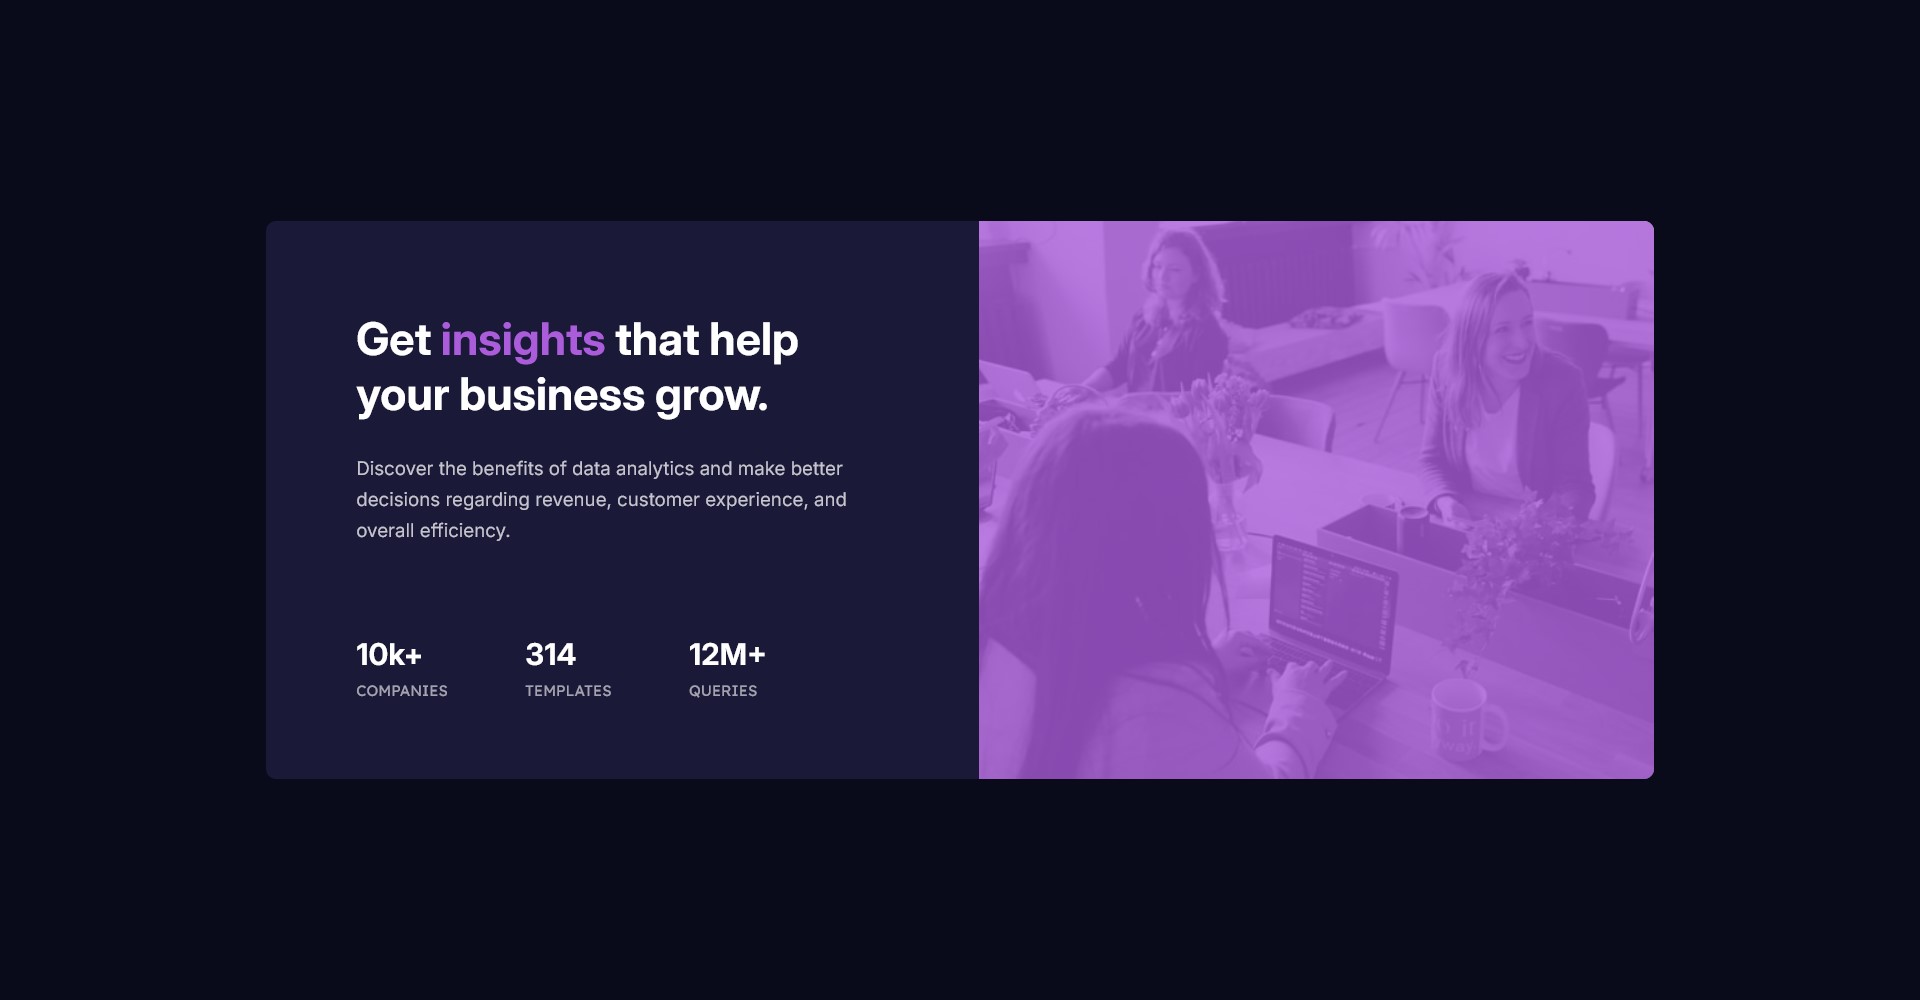 Get insights that help
your business grow.
Discover the benefits of data analytics and make better
decisions regarding revenue, customer experience, and
overall efficiency.
10k+ 314 12M+
COMPANIES TEMPLATES QUERIES